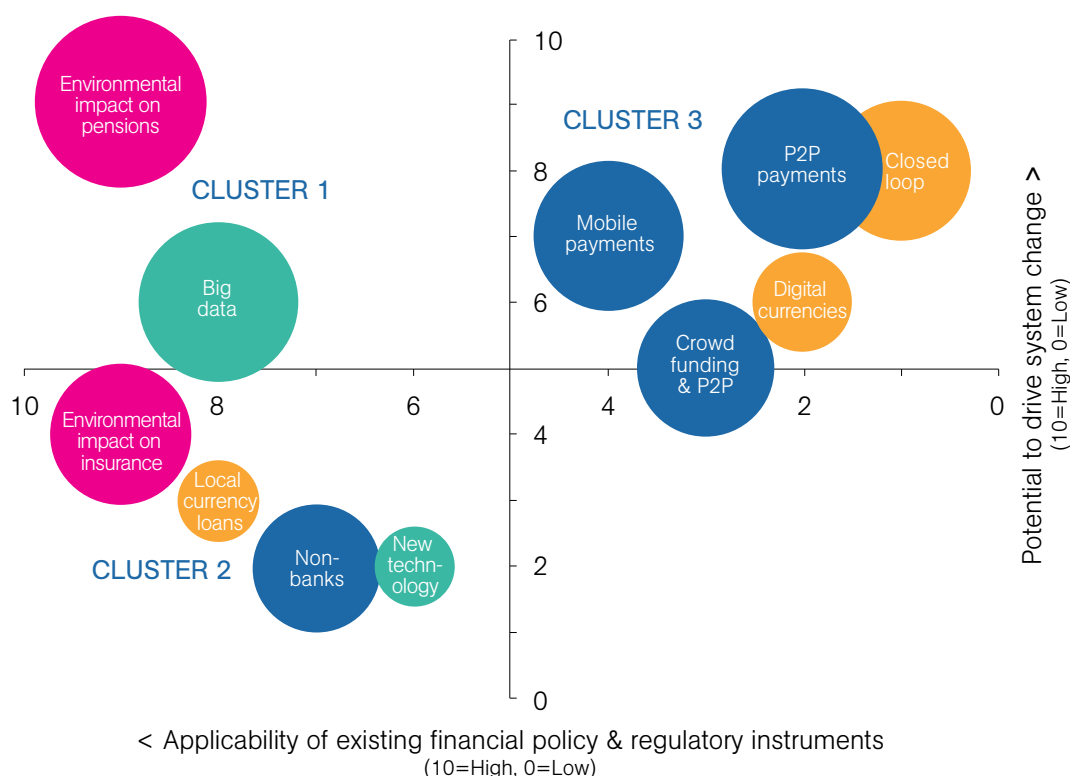 10
Environmental
impact on
pensions
CLUSTER 1
CLUSTER 3
P2P
payments
Closed
loop
8
Mobile
payments
Big
data
6
Digital
currencies
Crowd
funding
& P2P
10
8
6
4
2
0
Environmental
impact on
insurance
4
Local
currency
loans
CLUSTER 2
Non-
banks
New
techn-
ology
2
0
Potential to drive system change >
(10=High, 0=Low)
< Applicability of existing financial policy & regulatory instruments
(10=High, 0=Low)